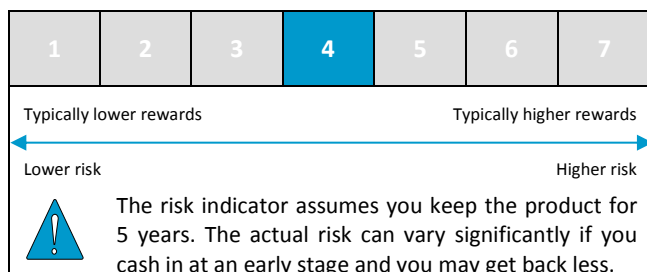 1 2 3 4 5 6 7
Typically lower rewards Typically higher rewards
Lower risk Higher risk
The risk indicator assumes you keep the product for
5 years. The actual risk can vary significantly if you
cash in at an early stage and you may get back less.